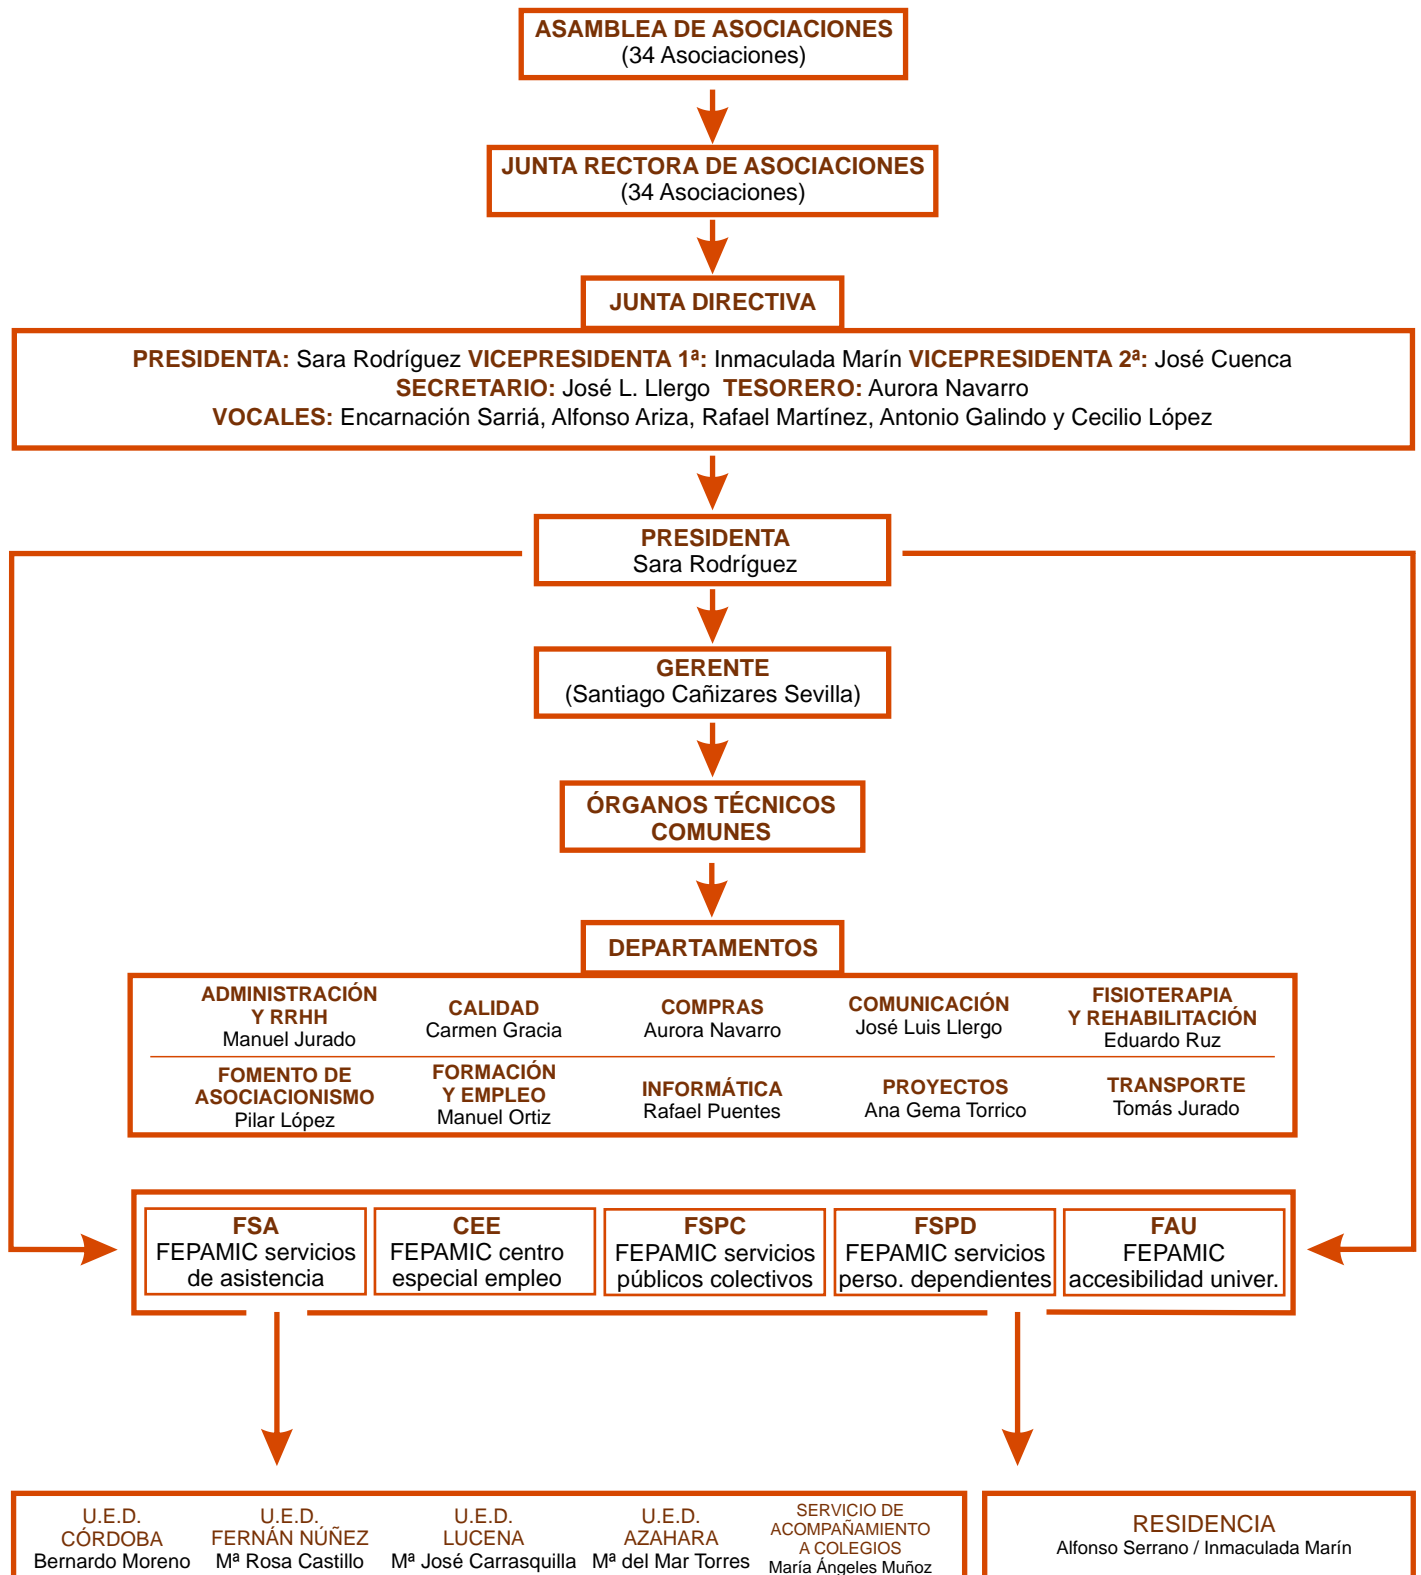 ASAMBLEA DE ASOCIACIONES
(34 Asociaciones)
JUNTA RECTORA DE ASOCIACIONES
(34 Asociaciones)
JUNTA DIRECTIVA
PRESIDENTA: Sara Rodríguez VICEPRESIDENTA 1ª: Inmaculada Marín VICEPRESIDENTA 2ª: José Cuenca
SECRETARIO: José L. Llergo TESORERO: Aurora Navarro
VOCALES: Encarnación Sarriá, Alfonso Ariza, Rafael Martínez, Antonio Galindo y Cecilio López
PRESIDENTA
Sara Rodríguez
GERENTE
(Santiago Cañizares Sevilla)
ÓRGANOS TÉCNICOS
COMUNES
DEPARTAMENTOS
ADMINISTRACIÓN
Y RRHH
Manuel Jurado
CALIDAD
Carmen Gracia
COMPRAS
Aurora Navarro
COMUNICACIÓN
José Luis Llergo
FISIOTERAPIA
Y REHABILITACIÓN
Eduardo Ruz
FOMENTO DE
ASOCIACIONISMO
Pilar López
FORMACIÓN
Y EMPLEO
Manuel Ortiz
INFORMÁTICA
Rafael Puentes
PROYECTOS
Ana Gema Torrico
TRANSPORTE
Tomás Jurado
FSA
FEPAMIC servicios
de asistencia
CEE
FEPAMIC centro
especial empleo
FSPC
FEPAMIC servicios
públicos colectivos
FSPD
FEPAMIC servicios
perso. dependientes
FAU
FEPAMIC
accesibilidad univer.
U.E.D.
CÓRDOBA
Bernardo Moreno
U.E.D.
FERNÁN NÚÑEZ
Mª Rosa Castillo
U.E.D.
LUCENA
Mª José Carrasquilla
U.E.D.
AZAHARA
Mª del Mar Torres
SERVICIO DE
ACOMPAÑAMIENTO
A COLEGIOS
María Ángeles Muñoz
RESIDENCIA
Alfonso Serrano / Inmaculada Marín